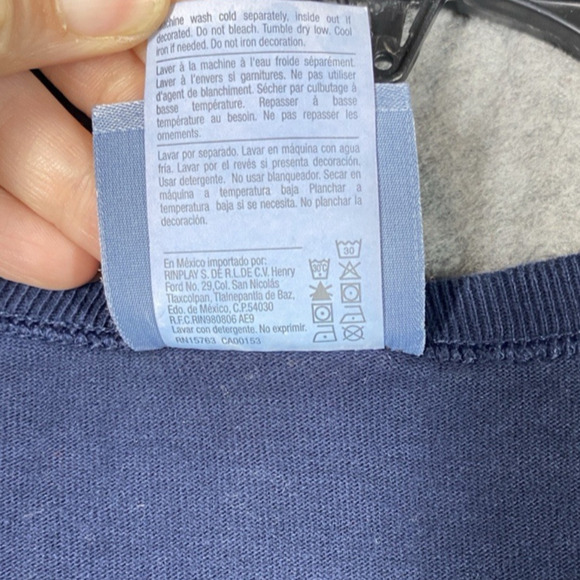 hine wash cold separately, inside out if
decorated. Do not bleach. Tumble dry low. Cool
iron if needed. Do not iron decoration.
Laver à la machine à l'eau froide séparément
Laver à l'envers si garnitures. Ne pas utiliser
d'agent de blanchiment. Sécher par culbutage à
basse température. Repasser à basse
température au besoin. Ne pas repasser les
ornements.
Lavar por separado. Lavar en máquina con agua
fría. Lavar por el revés si presenta decoración.
Usar detergente. No usar blanqueador. Secar en
máquina a temperatura baja Planchar a
temperatura baja si se necesita. No planchar la
decoración.
En México importado por:
RINPLAY S. DE R.L.DE C.V. Henry
Ford No. 29,Col. San Nicolás
Tlaxcolpan, Tlalnepantla de Baz,
Edo. de México, C.P.54030
R.F.C.RIN980806 AE9
Lavar con detergente. No exprimir.
RN15763 CA00153
30
30